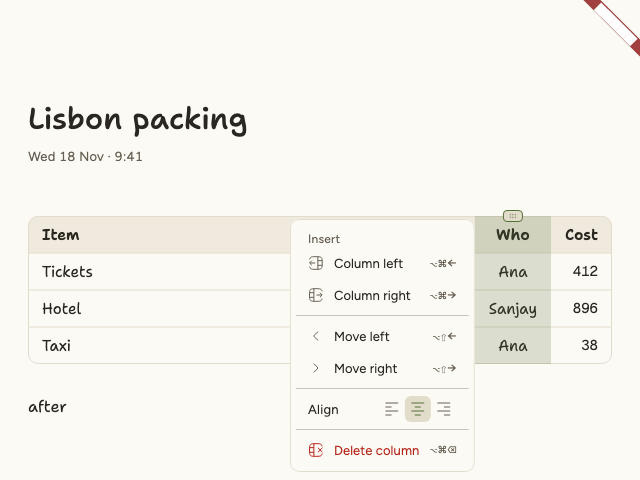 Lisbon packing
Wed 18 Nov · 9:41
Item Who Cost
Tickets Ana 412
Hotel Sanjay 896
Taxi Ana 38
after
Insert
Column left ⌥⌘←
Column right ⌥⌘→
Move left ⌥⇧←
Move right ⌥⇧→
Align
Delete column ⌥⌘⌫